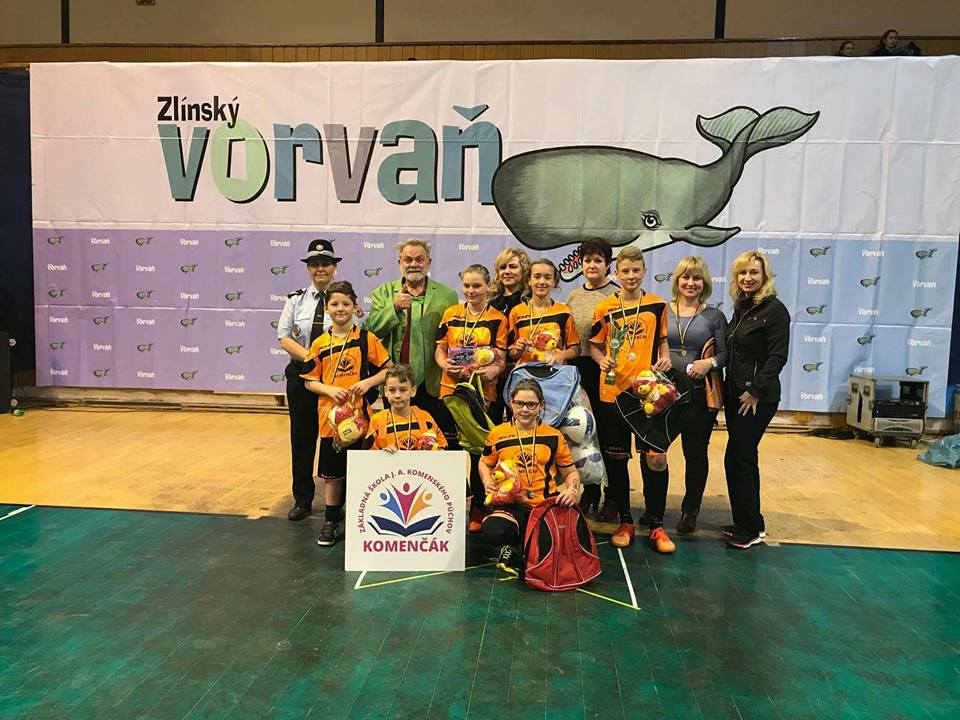 Zlínský
vorvaň
ZÁKLADNÁ ŠKOLA J. A. KOMENSKÉHO PÚCHOV
KOMENČÁK